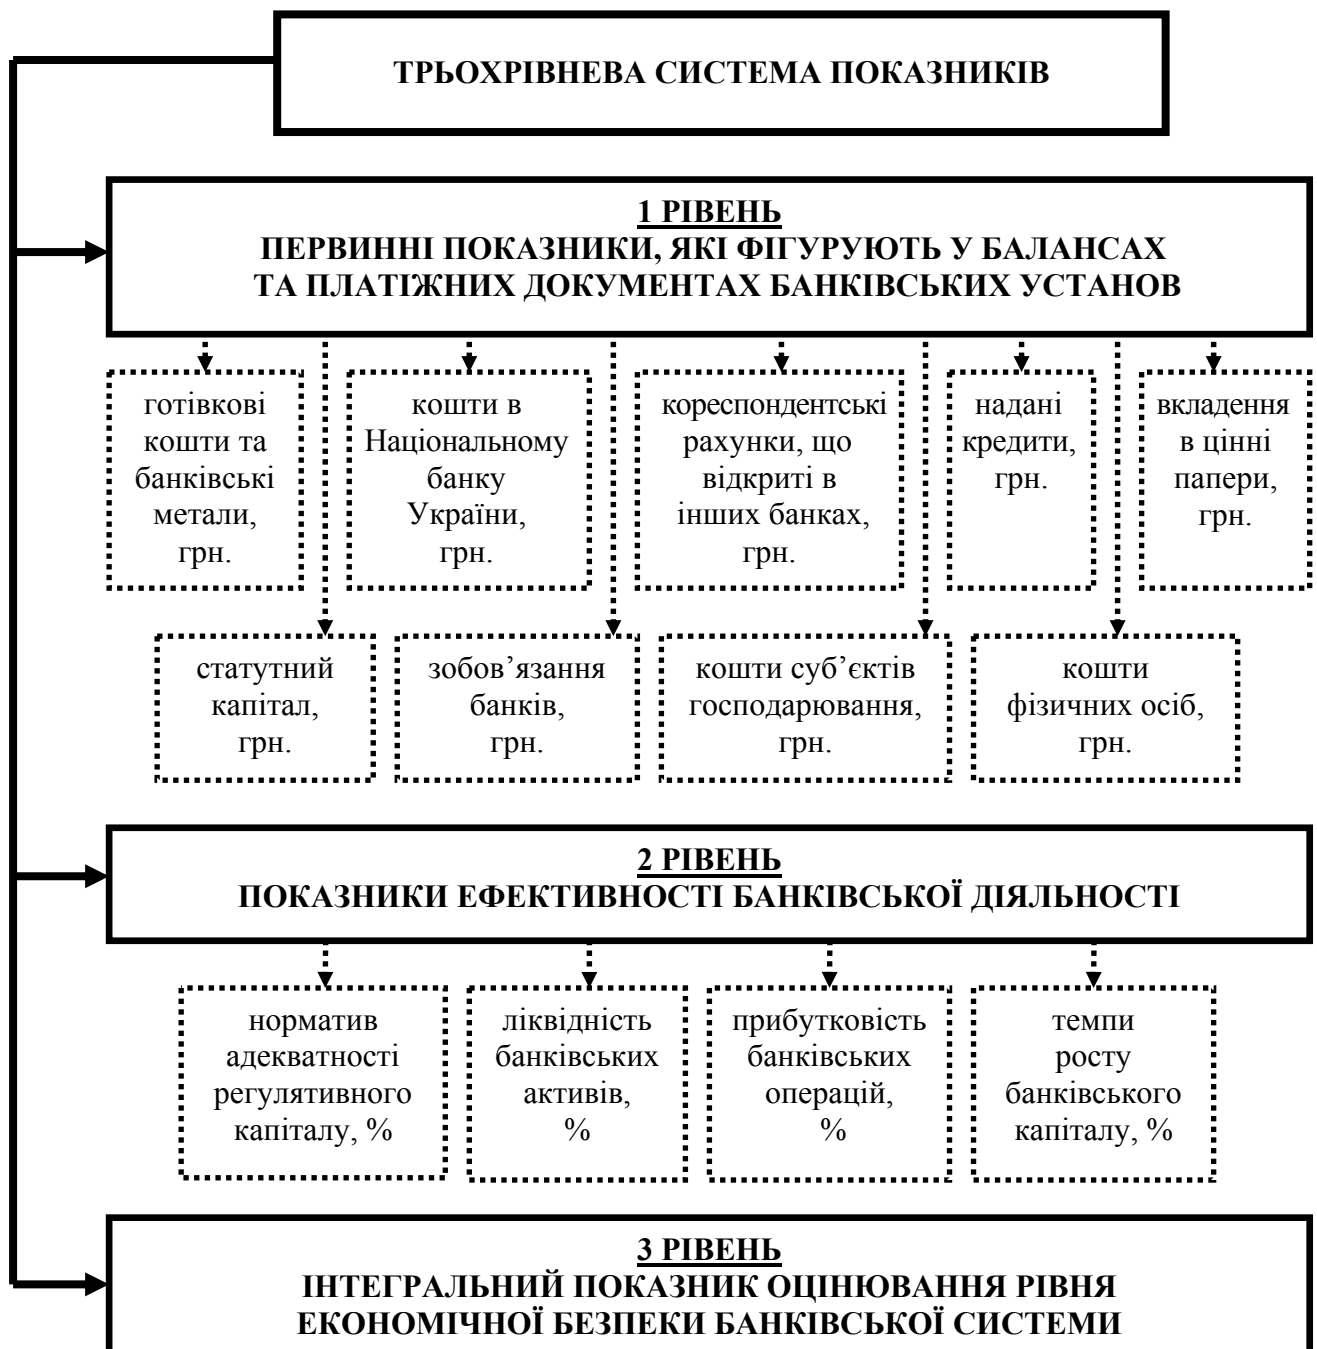 ТРЬОХРІВНЕВА СИСТЕМА ПОКАЗНИКІВ
1 РІВЕНЬ
ПЕРВИННІ ПОКАЗНИКИ, ЯКІ ФІГУРУЮТЬ У БАЛАНСАХ
ТА ПЛАТІЖНИХ ДОКУМЕНТАХ БАНКІВСЬКИХ УСТАНОВ
готівкові
кошти та
банківські
метали,
грн.
кошти в
Національному
банку
України,
грн.
кореспондентські
рахунки, що
відкриті в
інших банках,
грн.
надані
кредити,
грн.
вкладення
в цінні
папери,
грн.
статутний
капітал,
грн.
зобов’язання
банків,
грн.
кошти суб’єктів
господарювання,
грн.
кошти
фізичних осіб,
грн.
2 РІВЕНЬ
ПОКАЗНИКИ ЕФЕКТИВНОСТІ БАНКІВСЬКОЇ ДІЯЛЬНОСТІ
норматив
адекватності
регулятивного
капіталу, %
ліквідність
банківських
активів,
%
прибутковість
банківських
операцій,
%
темпи
росту
банківського
капіталу, %
3 РІВЕНЬ
ІНТЕГРАЛЬНИЙ ПОКАЗНИК ОЦІНЮВАННЯ РІВНЯ
ЕКОНОМІЧНОЇ БЕЗПЕКИ БАНКІВСЬКОЇ СИСТЕМИ